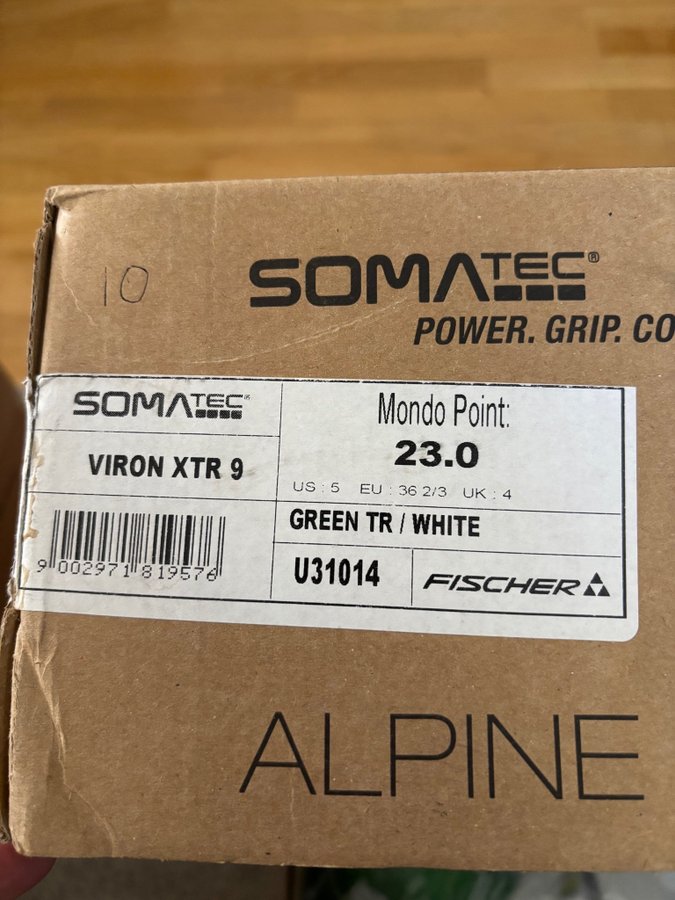 10
SOMATEC®
POWER. GRIP. CO
SOMATEC®
VIRON XTR 9
9 002971 819576
Mondo Point:
23.0
US : 5 EU : 36 2/3 UK : 4
GREEN TR / WHITE
U31014
FISCHER
ALPINE